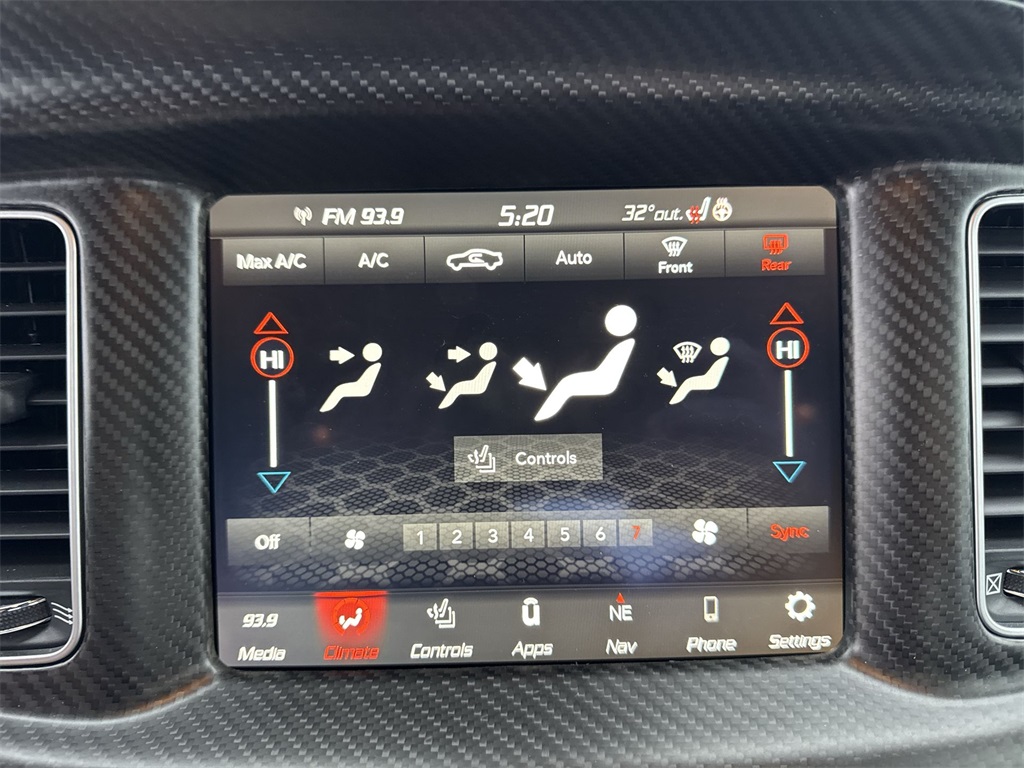 FM 93.9 5:20 32°out.
Max A/C A/C Auto Front Rear
HI HI
Controls
Off 1 2 3 4 5 6 7 Sync
93.9 NE
Media Climate Controls Apps Nav Phone Settings